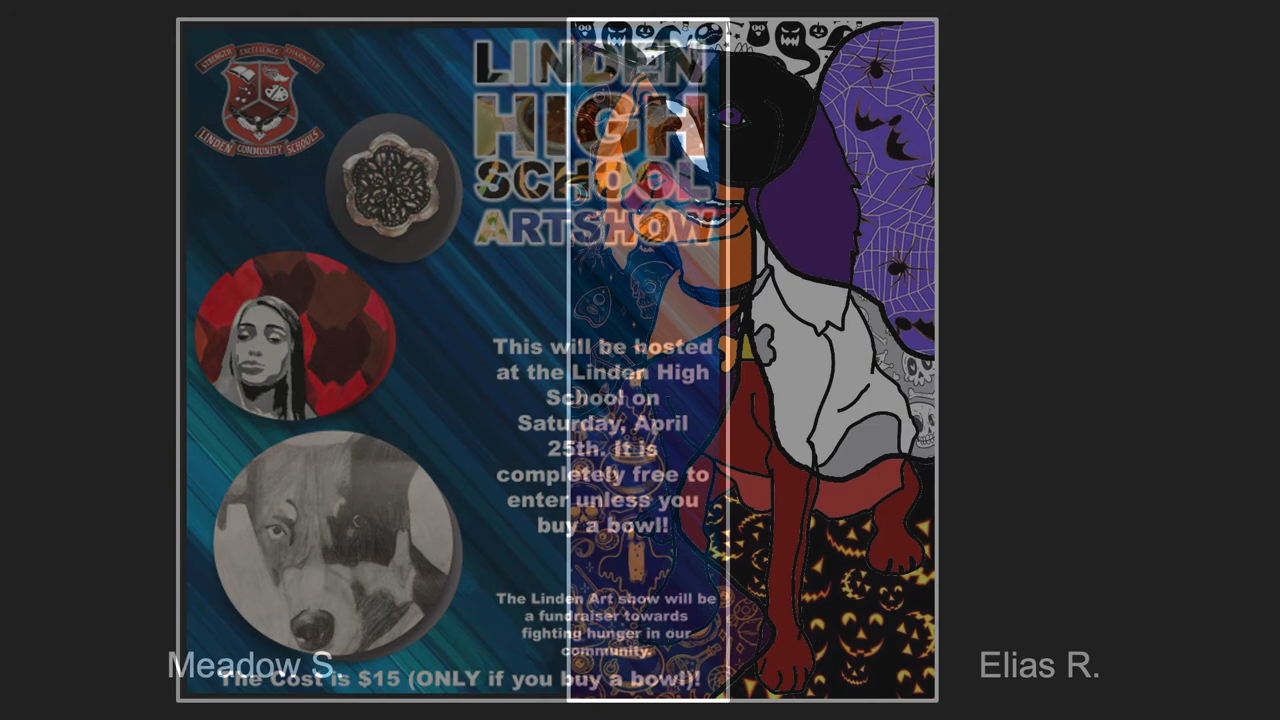 STRENGTH EXCELLENCE CHARACTER
LINDEN COMMUNITY SCHOOLS
LINDEN
HIGH
SCHOOL
ARTSHOW
This will be hosted
at the Linden High
School on
Saturday, April
25th. It is
completely free to
enter unless you
buy a bowl!
The Linden Art show will be
a fundraiser towards
fighting hunger in our
community.
The Cost is $15 (ONLY if you buy a bowl)!
Meadow S.
Elias R.